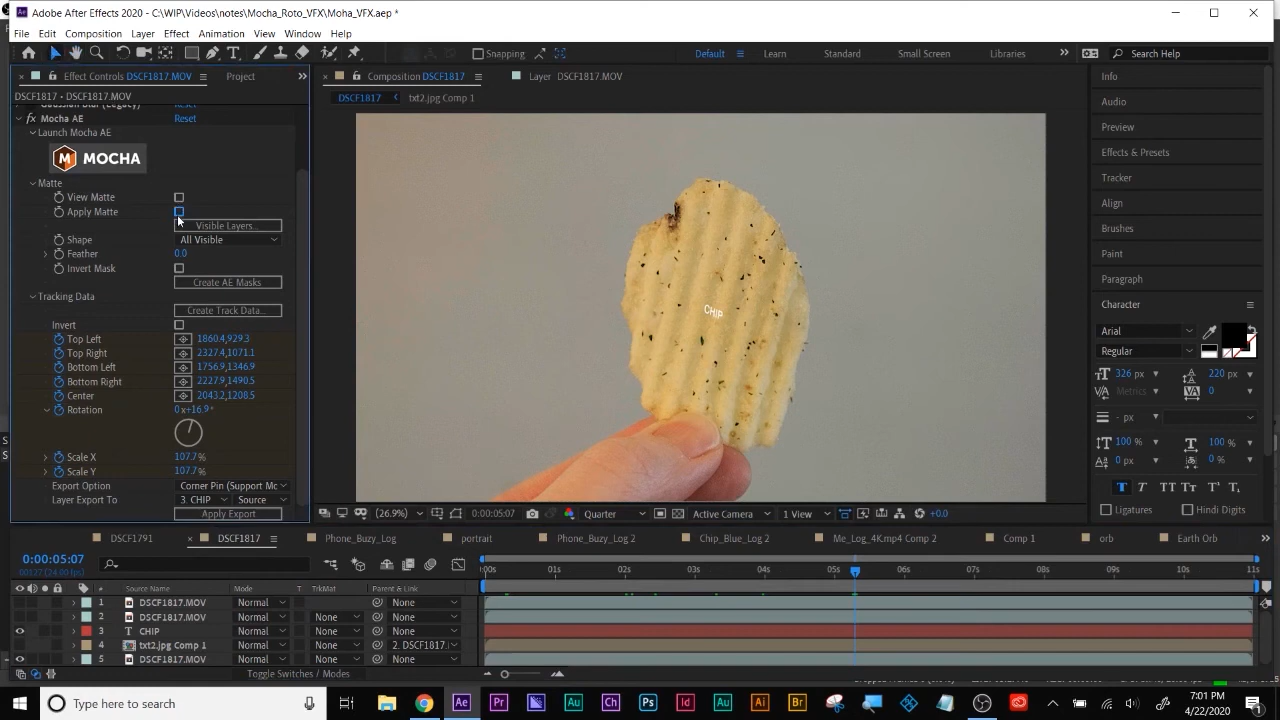 Adobe After Effects 2020 - C:\WIP\Videos\notes\Mocha_Roto_VFX\Moha_VFX.aep *
File Edit Composition Layer Effect Animation View Window Help
Snapping Default Learn Standard Small Screen Libraries Search Help
Effect Controls DSCF1817.MOV Project
Composition DSCF1817 Layer DSCF1817.MOV
DSCF1817 • DSCF1817.MOV
DSCF1817 txt2.jpg Comp 1
Gaussian Blur (Legacy) Reset
Mocha AE Reset
Launch Mocha AE
MOCHA
Matte
View Matte
Apply Matte
Visible Layers...
Shape All Visible
Feather 0.0
Invert Mask
Create AE Masks
Tracking Data
Create Track Data...
Invert
Top Left 1860.4,929.3
Top Right 2327.4,1071.1
Bottom Left 1756.9,1346.9
Bottom Right 2227.9,1490.5
Center 2043.2,1208.5
Rotation 0x+16.9°
Scale X 107.7%
Scale Y 107.7%
Export Option Corner Pin (Support Mc
Layer Export To 3. CHIP Source
Apply Export
CHIP
(26.9%) 0:00:05:07 Quarter Active Camera 1 View +0.0
Info
Audio
Preview
Effects & Presets
Tracker
Align
Brushes
Paint
Paragraph
Character
Arial
Regular
326 px 220 px
Metrics 0
- px
100 % 100 %
0 px 0 %
T T TT Tt T¹ T₁
Ligatures Hindi Digits
DSCF1791 DSCF1817 Phone_Buzy_Log portrait Phone_Buzy_Log 2 Chip_Blue_Log 2 Me_Log_4K.mp4 Comp 2 Comp 1 orb Earth Orb
0:00:05:07
00127 (24.00 fps)
:00s 01s 02s 03s 04s 05s 06s 07s 08s 09s 10s 11s
# Source Name Mode T TrkMat Parent & Link
1 DSCF1817.MOV Normal None
2 DSCF1817.MOV Normal None None
3 T CHIP Normal None None
4 txt2.jpg Comp 1 Normal None 2. DSCF1817.
5 DSCF1817.MOV Normal None None
Toggle Switches / Modes
Type here to search
7:01 PM
4/22/2020